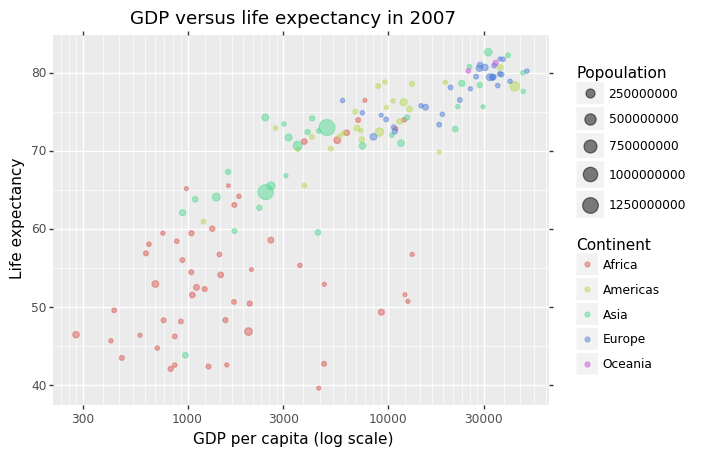 GDP versus life expectancy in 2007
Life expectancy
80
70
60
50
40
300
1000
3000
10000
30000
GDP per capita (log scale)
Popoulation
250000000
500000000
750000000
1000000000
1250000000
Continent
Africa
Americas
Asia
Europe
Oceania